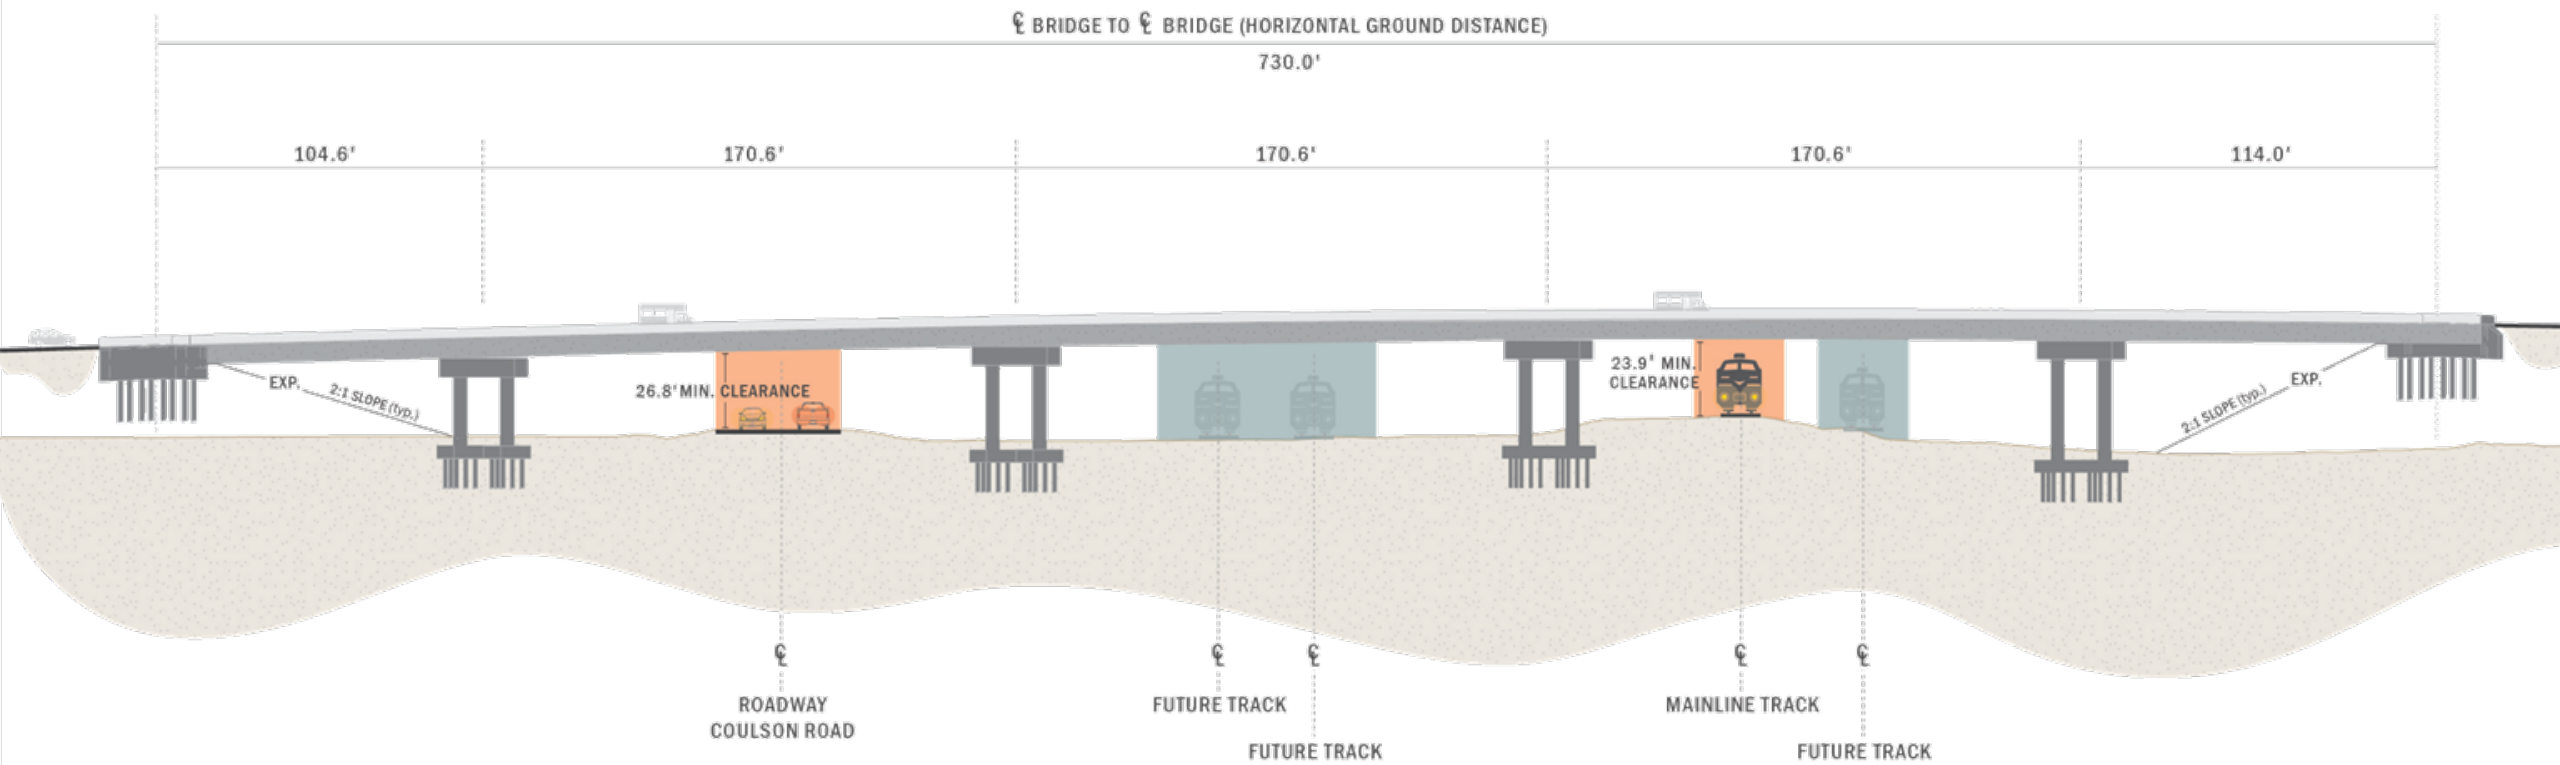 ℄ BRIDGE TO ℄ BRIDGE (HORIZONTAL GROUND DISTANCE)
730.0'
104.6'
170.6'
170.6'
170.6'
114.0'
EXP.
2:1 SLOPE (typ.)
26.8' MIN. CLEARANCE
23.9' MIN.
CLEARANCE
2:1 SLOPE (typ.)
EXP.
℄
ROADWAY
COULSON ROAD
℄
FUTURE TRACK
℄
FUTURE TRACK
℄
MAINLINE TRACK
℄
FUTURE TRACK